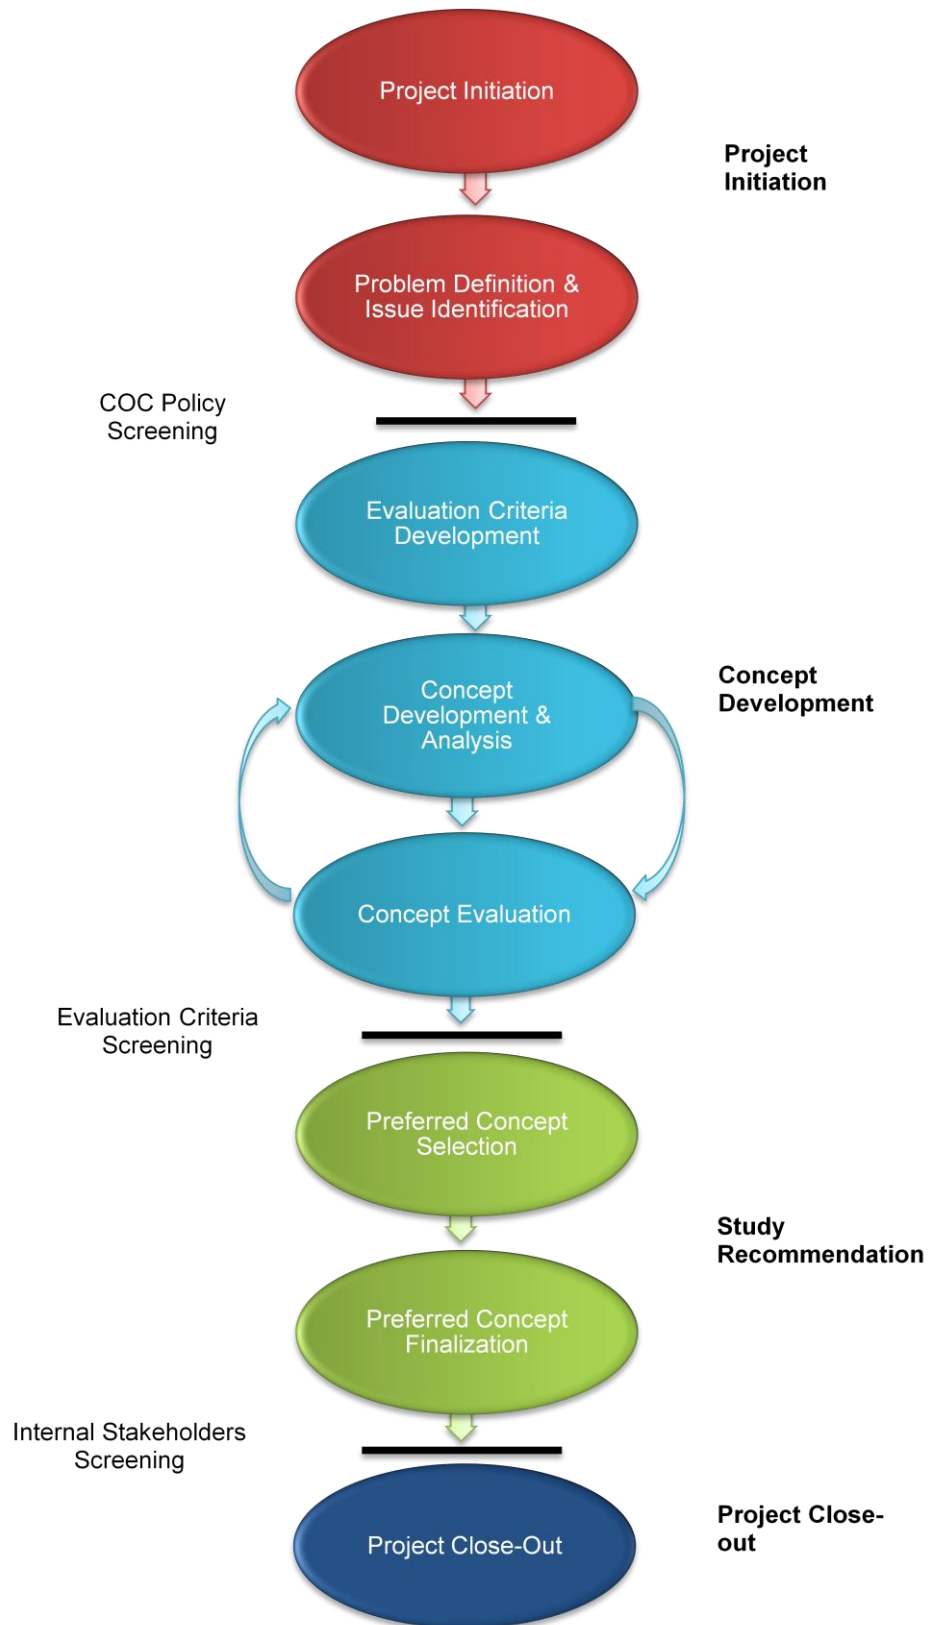 Project Initiation
Project
Initiation
Problem Definition &
Issue Identification
COC Policy
Screening
Evaluation Criteria
Development
Concept
Development &
Analysis
Concept
Development
Concept Evaluation
Evaluation Criteria
Screening
Preferred Concept
Selection
Study
Recommendation
Preferred Concept
Finalization
Internal Stakeholders
Screening
Project Close-Out
Project Close-
out